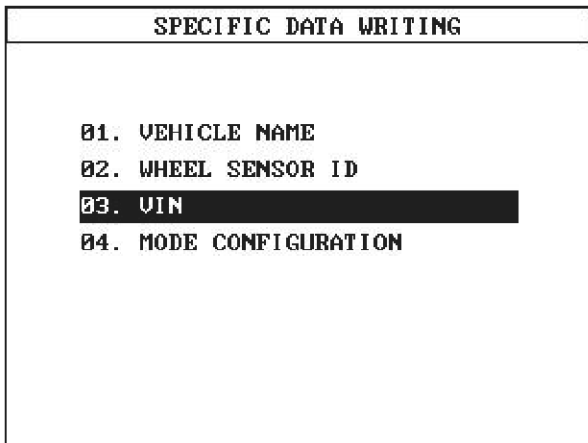 SPECIFIC DATA WRITING
01. VEHICLE NAME
02. WHEEL SENSOR ID
03. VIN
04. MODE CONFIGURATION